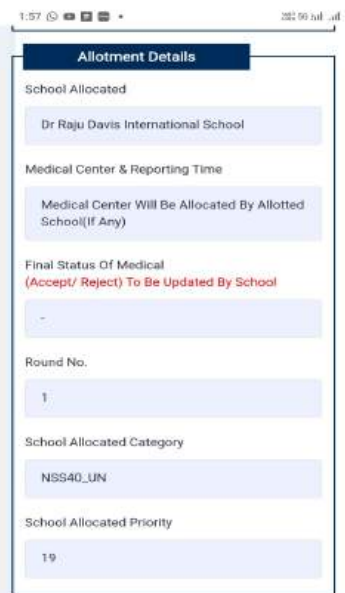 1:57
Allotment Details
School Allocated
Dr Raju Davis International School
Medical Center & Reporting Time
Medical Center Will Be Allocated By Allotted
School(If Any)
Final Status Of Medical
(Accept/ Reject) To Be Updated By School
-
Round No.
1
School Allocated Category
NSS40_UN
School Allocated Priority
19